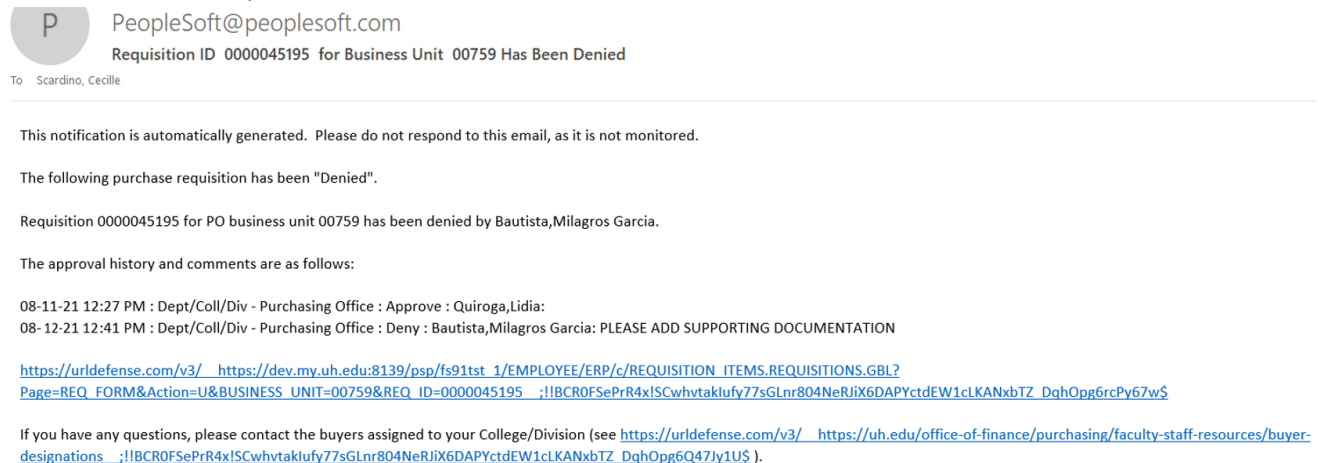 P
PeopleSoft@peoplesoft.com
Requisition ID 0000045195 for Business Unit 00759 Has Been Denied
To Scardino, Cecille
This notification is automatically generated. Please do not respond to this email, as it is not monitored.
The following purchase requisition has been "Denied".
Requisition 0000045195 for PO business unit 00759 has been denied by Bautista,Milagros Garcia.
The approval history and comments are as follows:
08-11-21 12:27 PM : Dept/Coll/Div - Purchasing Office : Approve : Quiroga,Lidia:
08-12-21 12:41 PM : Dept/Coll/Div - Purchasing Office : Deny : Bautista,Milagros Garcia: PLEASE ADD SUPPORTING DOCUMENTATION
https://urldefense.com/v3/__https://dev.my.uh.edu:8139/psp/fs91tst_1/EMPLOYEE/ERP/c/REQUISITION_ITEMS.REQUISITIONS.GBL?
Page=REQ_FORM&Action=U&BUSINESS_UNIT=00759&REQ_ID=0000045195__;!!BCR0FSePrR4x!SCwhvtakIufy77sGLnr804NeRJiX6DAPYctdEW1cLKANxbTZ_DqhOpg6rcPy67w$
If you have any questions, please contact the buyers assigned to your College/Division (see https://urldefense.com/v3/__https://uh.edu/office-of-finance/purchasing/faculty-staff-resources/buyer-
designations__;!!BCR0FSePrR4x!SCwhvtakIufy77sGLnr804NeRJiX6DAPYctdEW1cLKANxbTZ_DqhOpg6Q47Jy1U$ ).